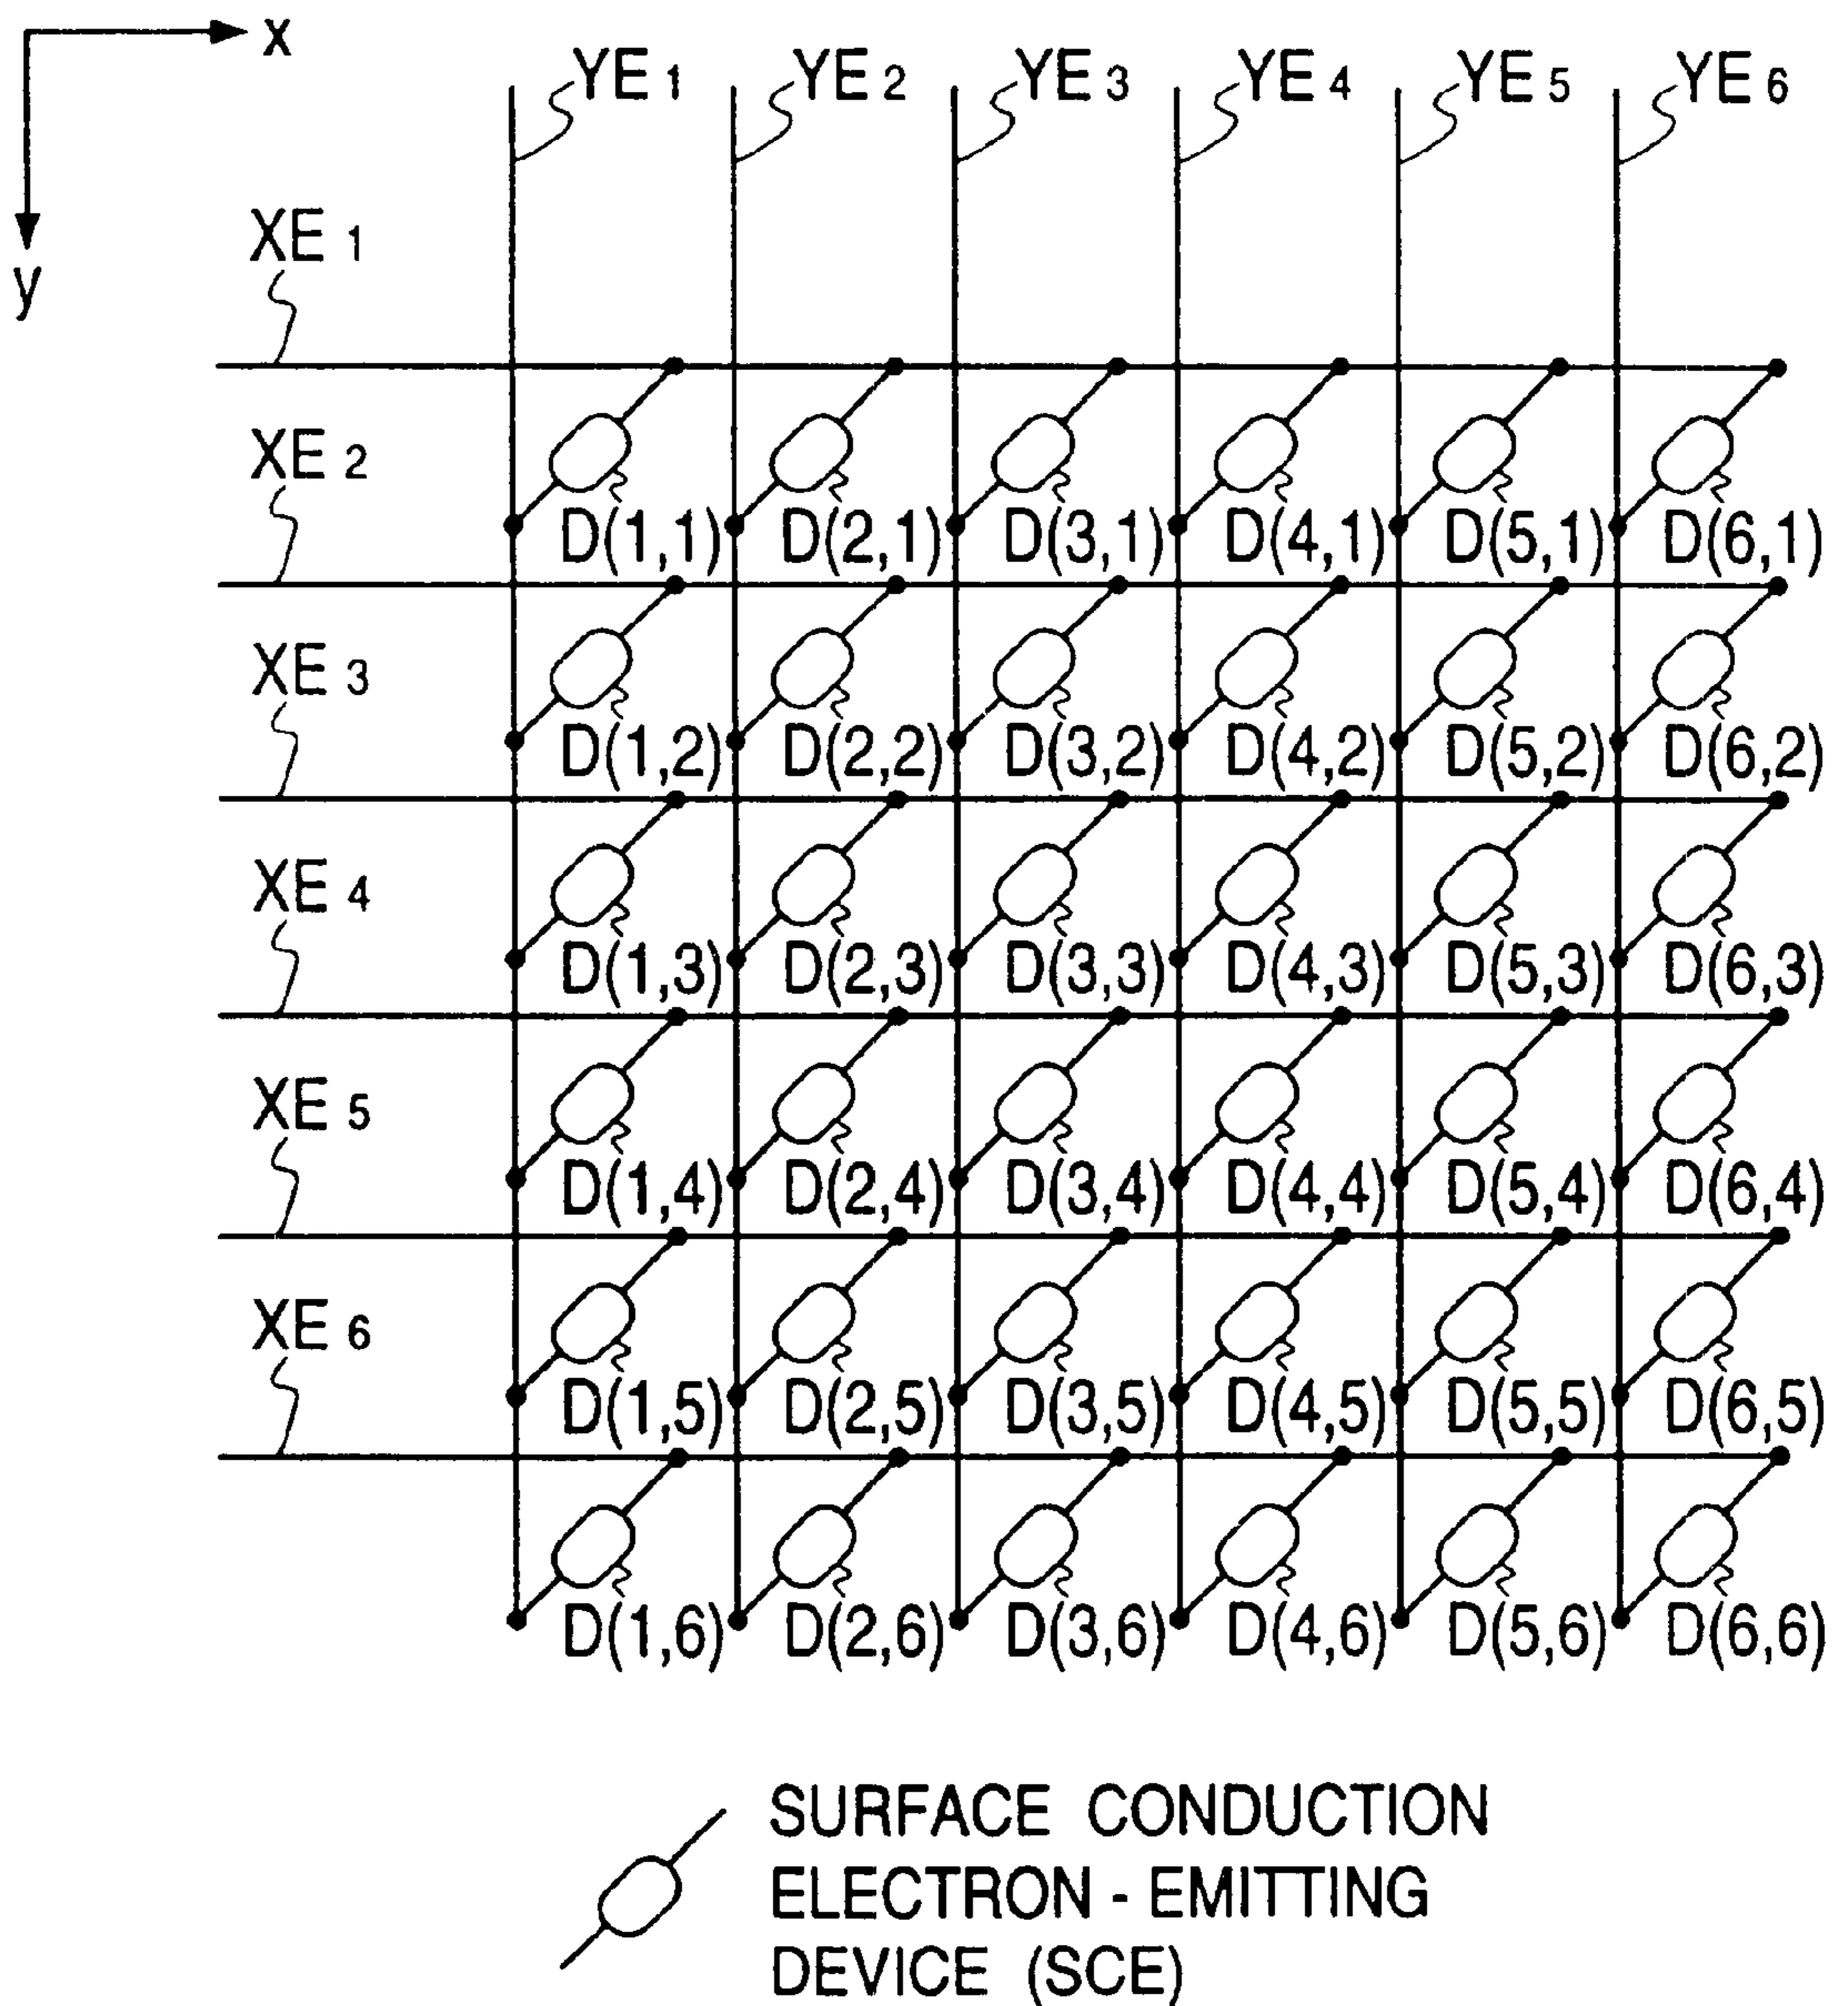 x
YE 1 YE 2 YE 3 YE 4 YE 5 YE 6
XE 1
y
XE 2
D(1,1) D(2,1) D(3,1) D(4,1) D(5,1) D(6,1)
XE 3
D(1,2) D(2,2) D(3,2) D(4,2) D(5,2) D(6,2)
XE 4
D(1,3) D(2,3) D(3,3) D(4,3) D(5,3) D(6,3)
XE 5
D(1,4) D(2,4) D(3,4) D(4,4) D(5,4) D(6,4)
XE 6
D(1,5) D(2,5) D(3,5) D(4,5) D(5,5) D(6,5)
D(1,6) D(2,6) D(3,6) D(4,6) D(5,6) D(6,6)
SURFACE CONDUCTION
ELECTRON - EMITTING
DEVICE (SCE)